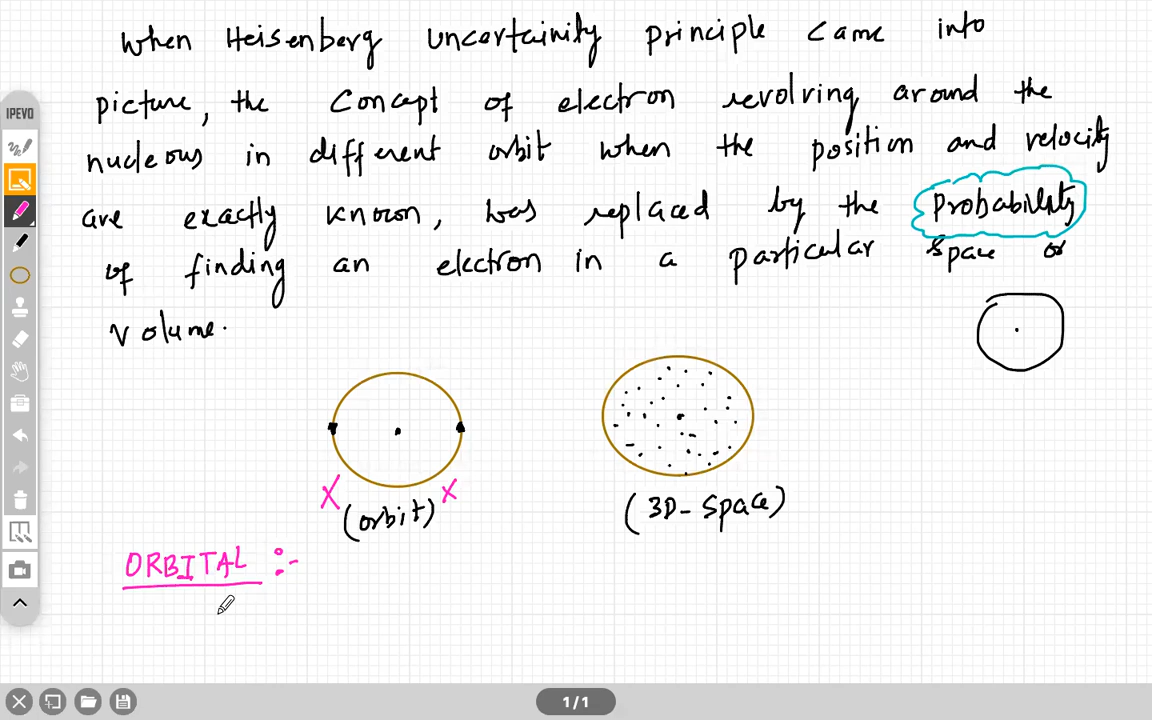 When Heisenberg uncertainity principle came into
picture, the concept of electron revolving around the
nucleous in different orbit when the position and velocity
are exactly known, was replaced by the probability
of finding an electron in a particular space or
volume.
(orbit)
(3D- space)
ORBITAL :-
IPEVO
1/1